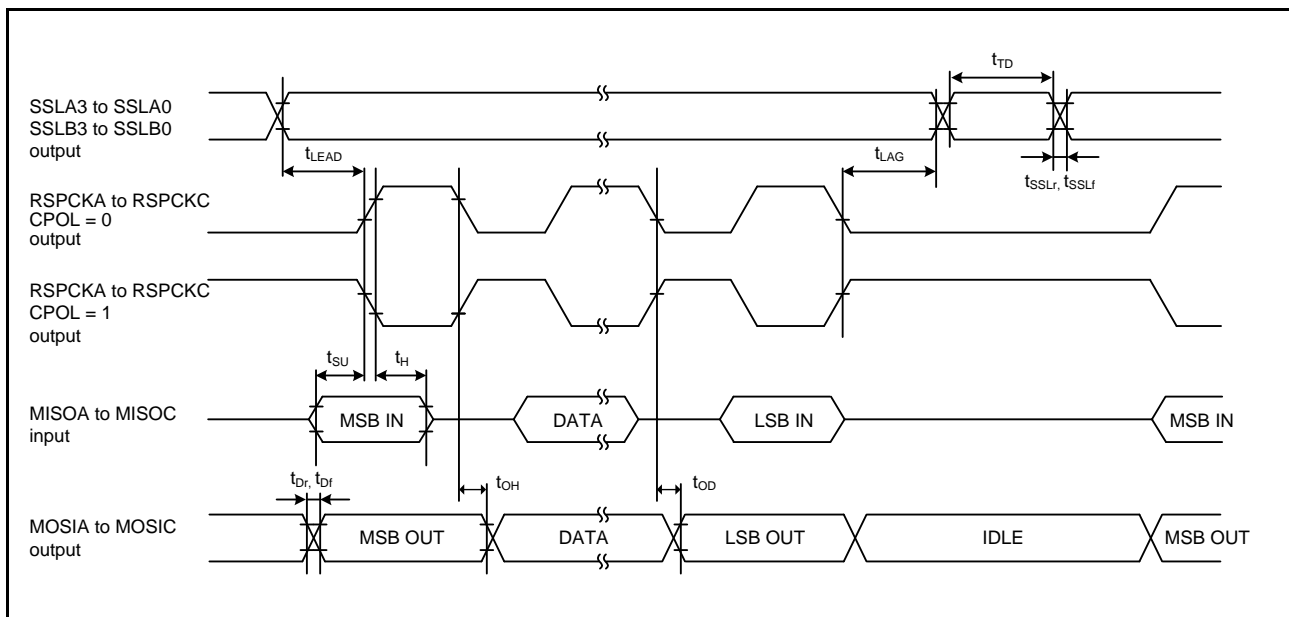 tTD
SSLA3 to SSLA0
SSLB3 to SSLB0
output
tLEAD
tLAG
tSSLr, tSSLf
RSPCKA to RSPCKC
CPOL = 0
output
RSPCKA to RSPCKC
CPOL = 1
output
tSU
tH
MISOA to MISOC
input
MSB IN
DATA
LSB IN
MSB IN
tDr, tDf
tOH
tOD
MOSIA to MOSIC
output
MSB OUT
DATA
LSB OUT
IDLE
MSB OUT